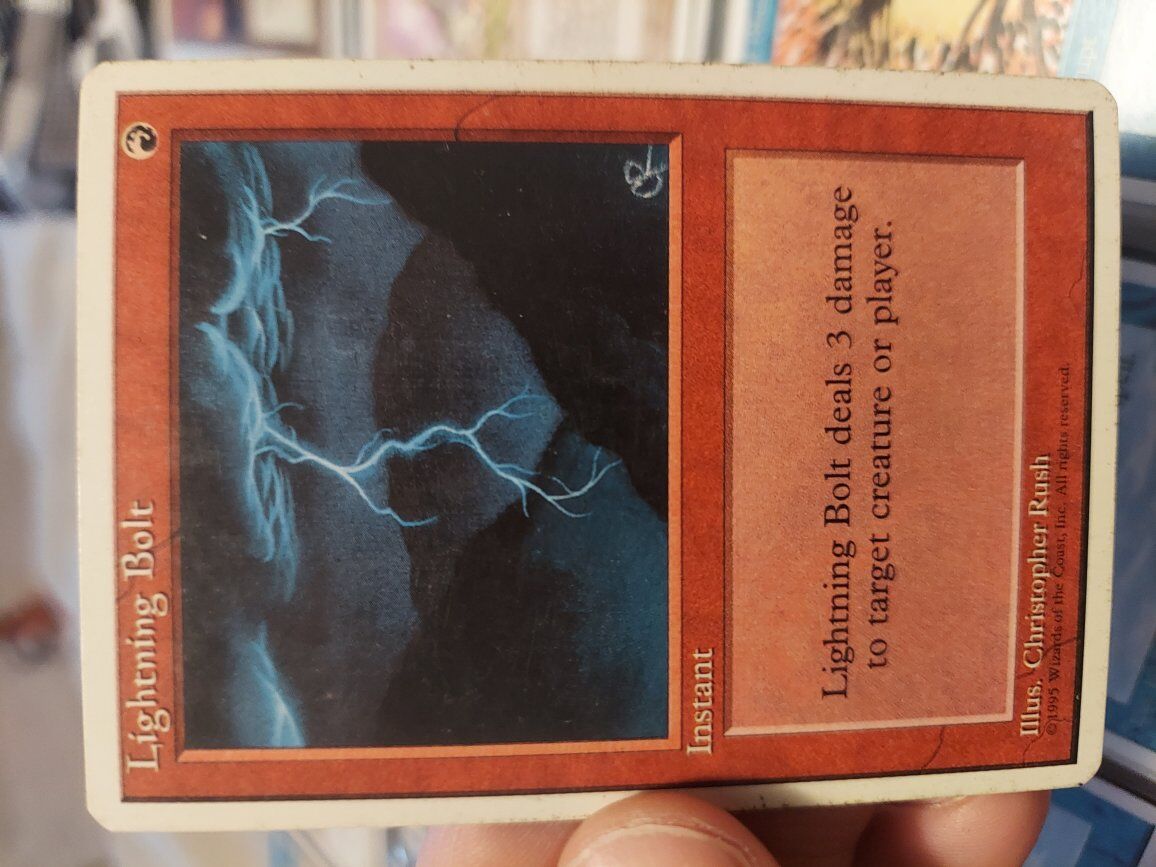 Lightning Bolt
Instant
Lightning Bolt deals 3 damage
to target creature or player.
Illus. Christopher Rush
©1995 Wizards of the Coast, Inc. All rights reserved.